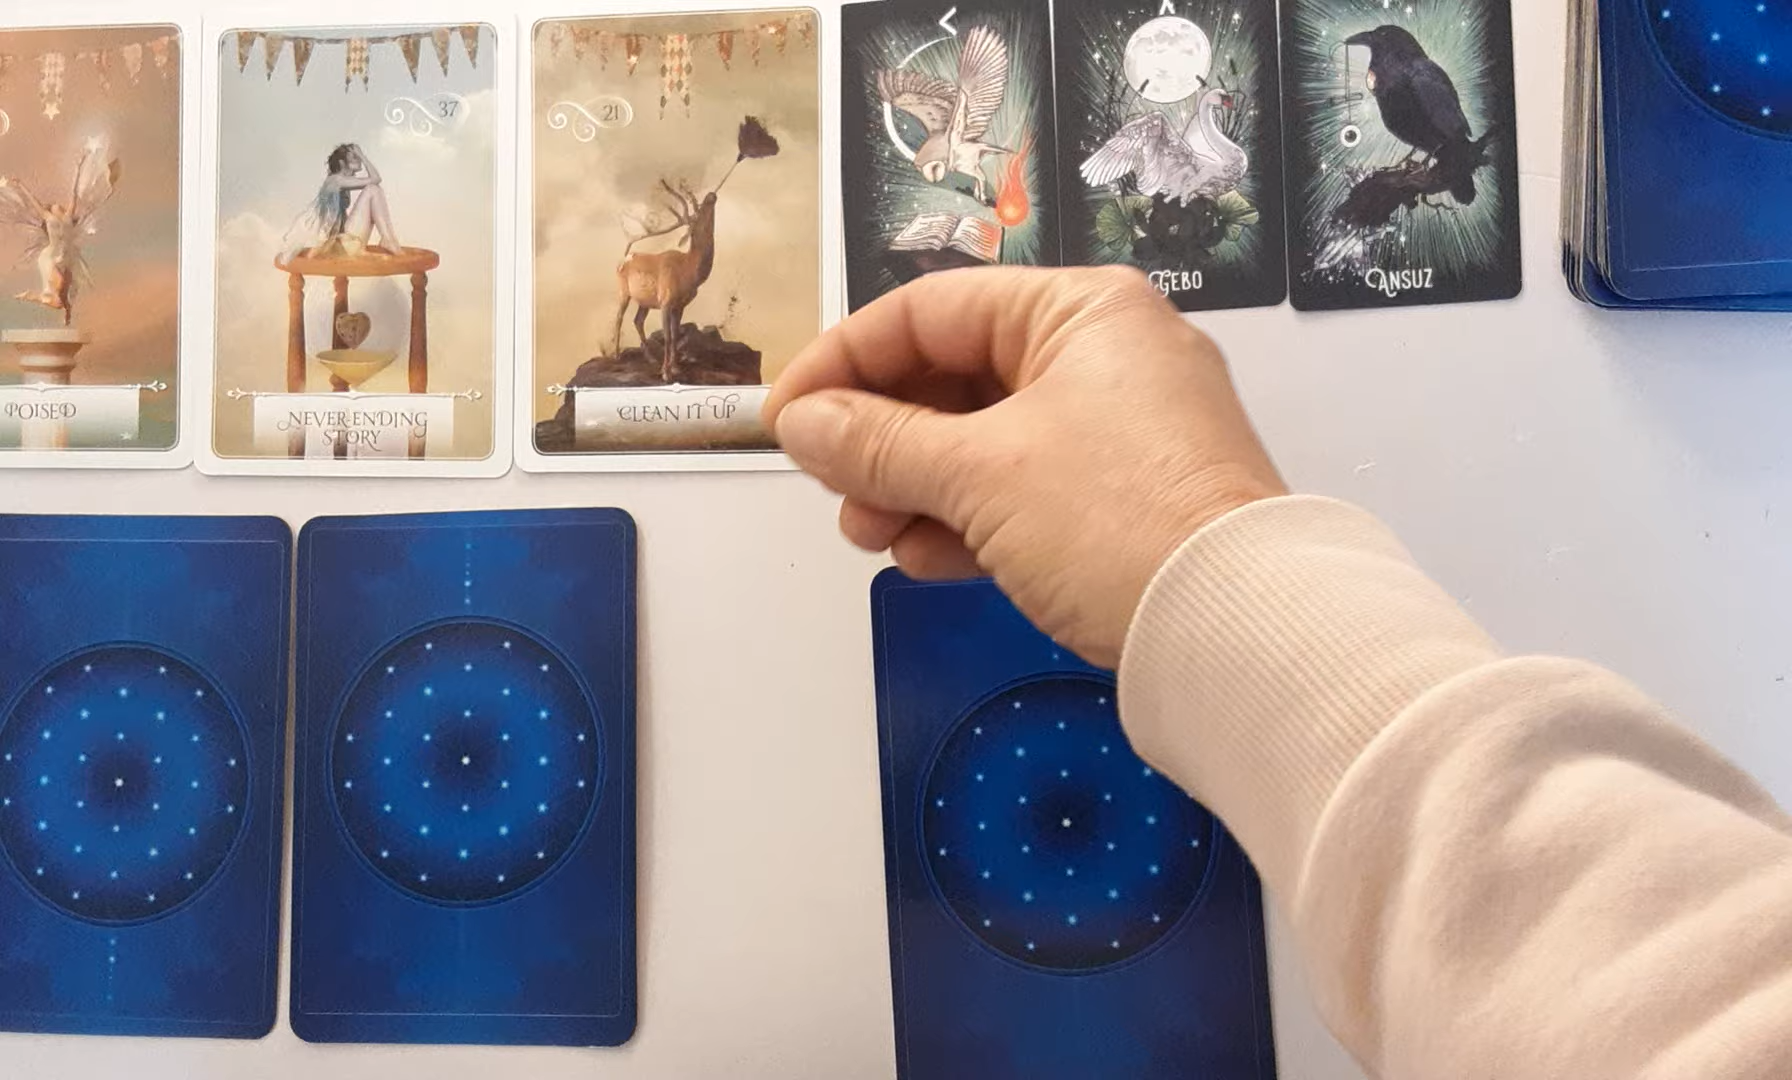 37
21
POISED
NEVER-ENDING
STORY
CLEAN IT UP
GEBO
ANSUZ